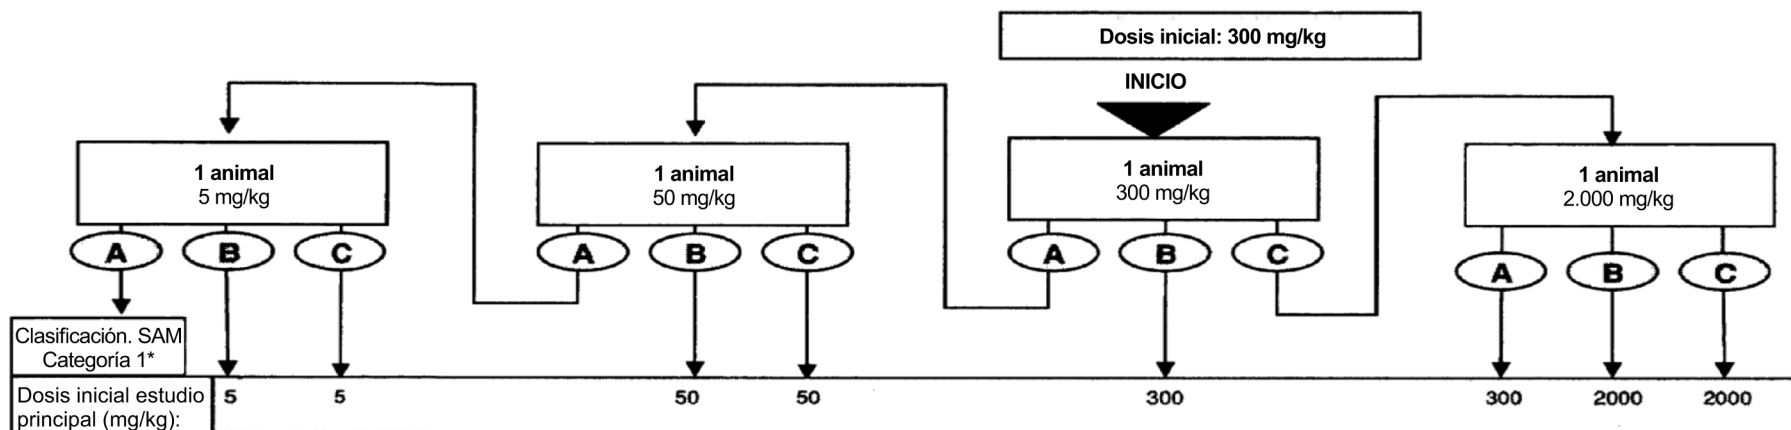 Dosis inicial: 300 mg/kg
INICIO
1 animal
5 mg/kg
1 animal
50 mg/kg
1 animal
300 mg/kg
1 animal
2.000 mg/kg
A B C
A B C
A B C
A B C
Clasificación. SAM
Categoría 1*
Dosis inicial estudio
principal (mg/kg):
5 5 50 50 300 300 2000 2000